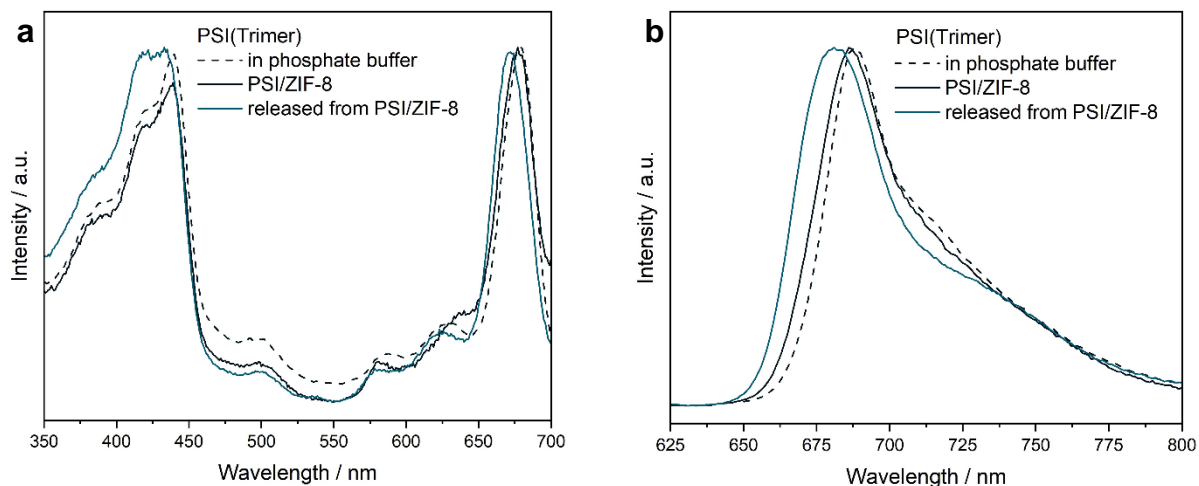 a
PSI(Trimer)
in phosphate buffer
PSI/ZIF-8
released from PSI/ZIF-8
Intensity / a.u.
350 400 450 500 550 600 650 700
Wavelength / nm
b
PSI(Trimer)
in phosphate buffer
PSI/ZIF-8
released from PSI/ZIF-8
Intensity / a.u.
625 650 675 700 725 750 775 800
Wavelength / nm